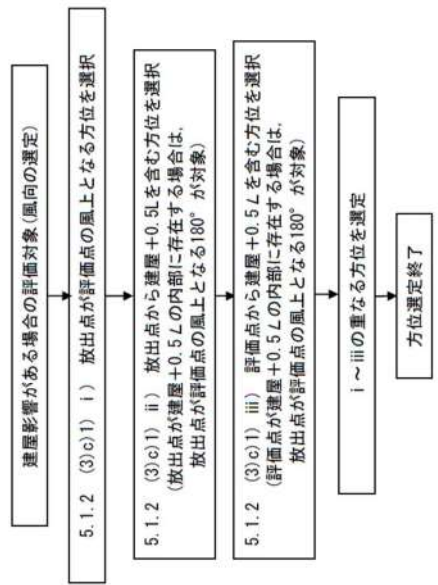 建屋影響がある場合の評価対象(風向の選定)
5.1.2 (3)c)1) i) 放出点が評価点の風上となる方位を選択
5.1.2 (3)c)1) ii) 放出点から建屋+0.5Lを含む方位を選択
(放出点が建屋+0.5Lの内部に存在する場合は,
放出点が評価点の風上となる180°が対象)
5.1.2 (3)c)1) iii) 評価点から建屋+0.5Lを含む方位を選択
(評価点が建屋+0.5Lの内部に存在する場合は,
放出点が評価点の風上となる180°が対象)
i~iiiの重なる方位を選定
方位選定終了